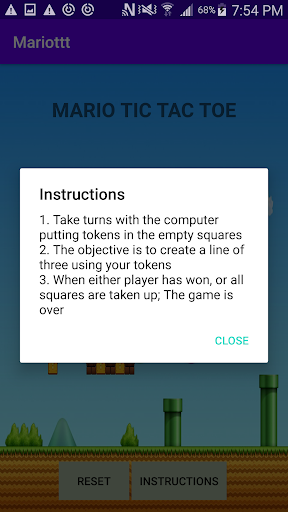 68% 7:54 PM
Mariottt
MARIO TIC TAC TOE
Instructions
1. Take turns with the computer
putting tokens in the empty squares
2. The objective is to create a line of
three using your tokens
3. When either player has won, or all
squares are taken up; The game is
over
CLOSE
RESET INSTRUCTIONS